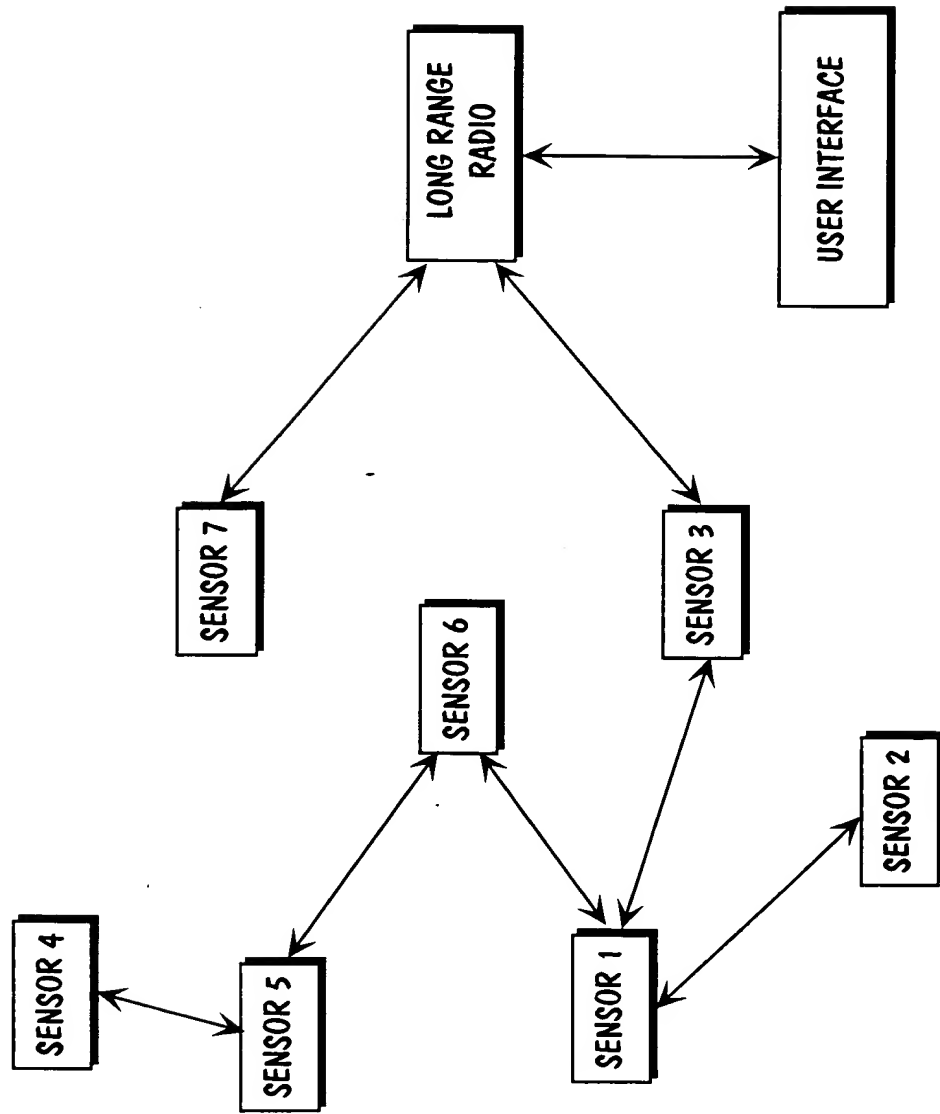 SENSOR 4
SENSOR 5
SENSOR 1
SENSOR 2
SENSOR 6
SENSOR 7
SENSOR 3
LONG RANGE
RADIO
USER INTERFACE